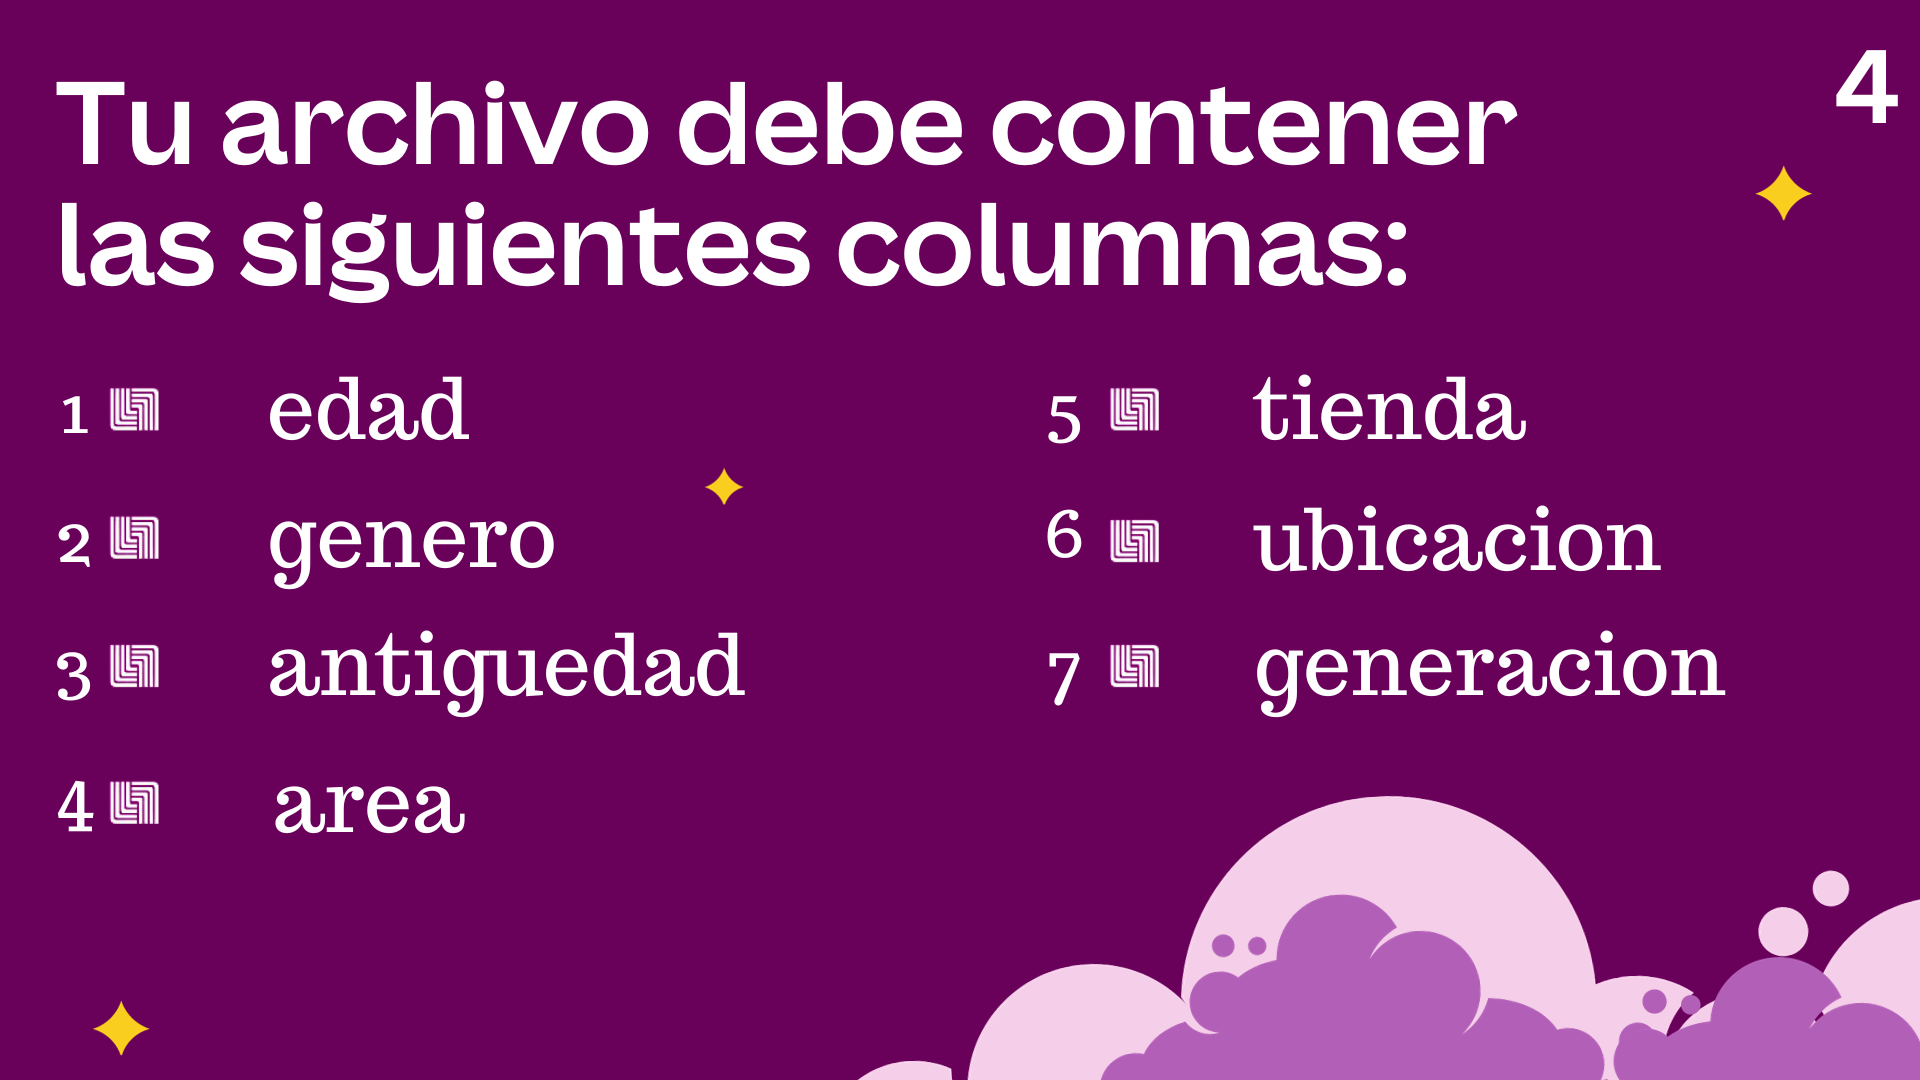 4
Tu archivo debe contener
las siguientes columnas:
1 edad
2 genero
3 antiguedad
4 area
5 tienda
6 ubicacion
7 generacion